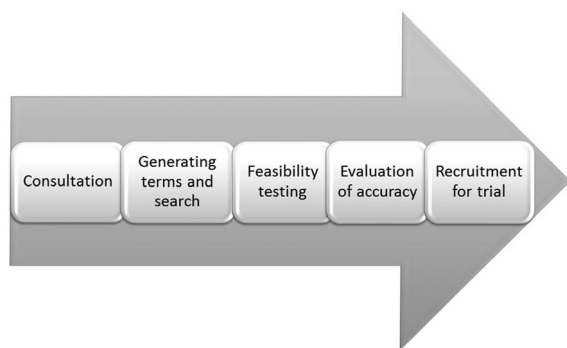 Consultation
Generating
terms and
search
Feasibility
testing
Evaluation
of accuracy
Recruitment
for trial